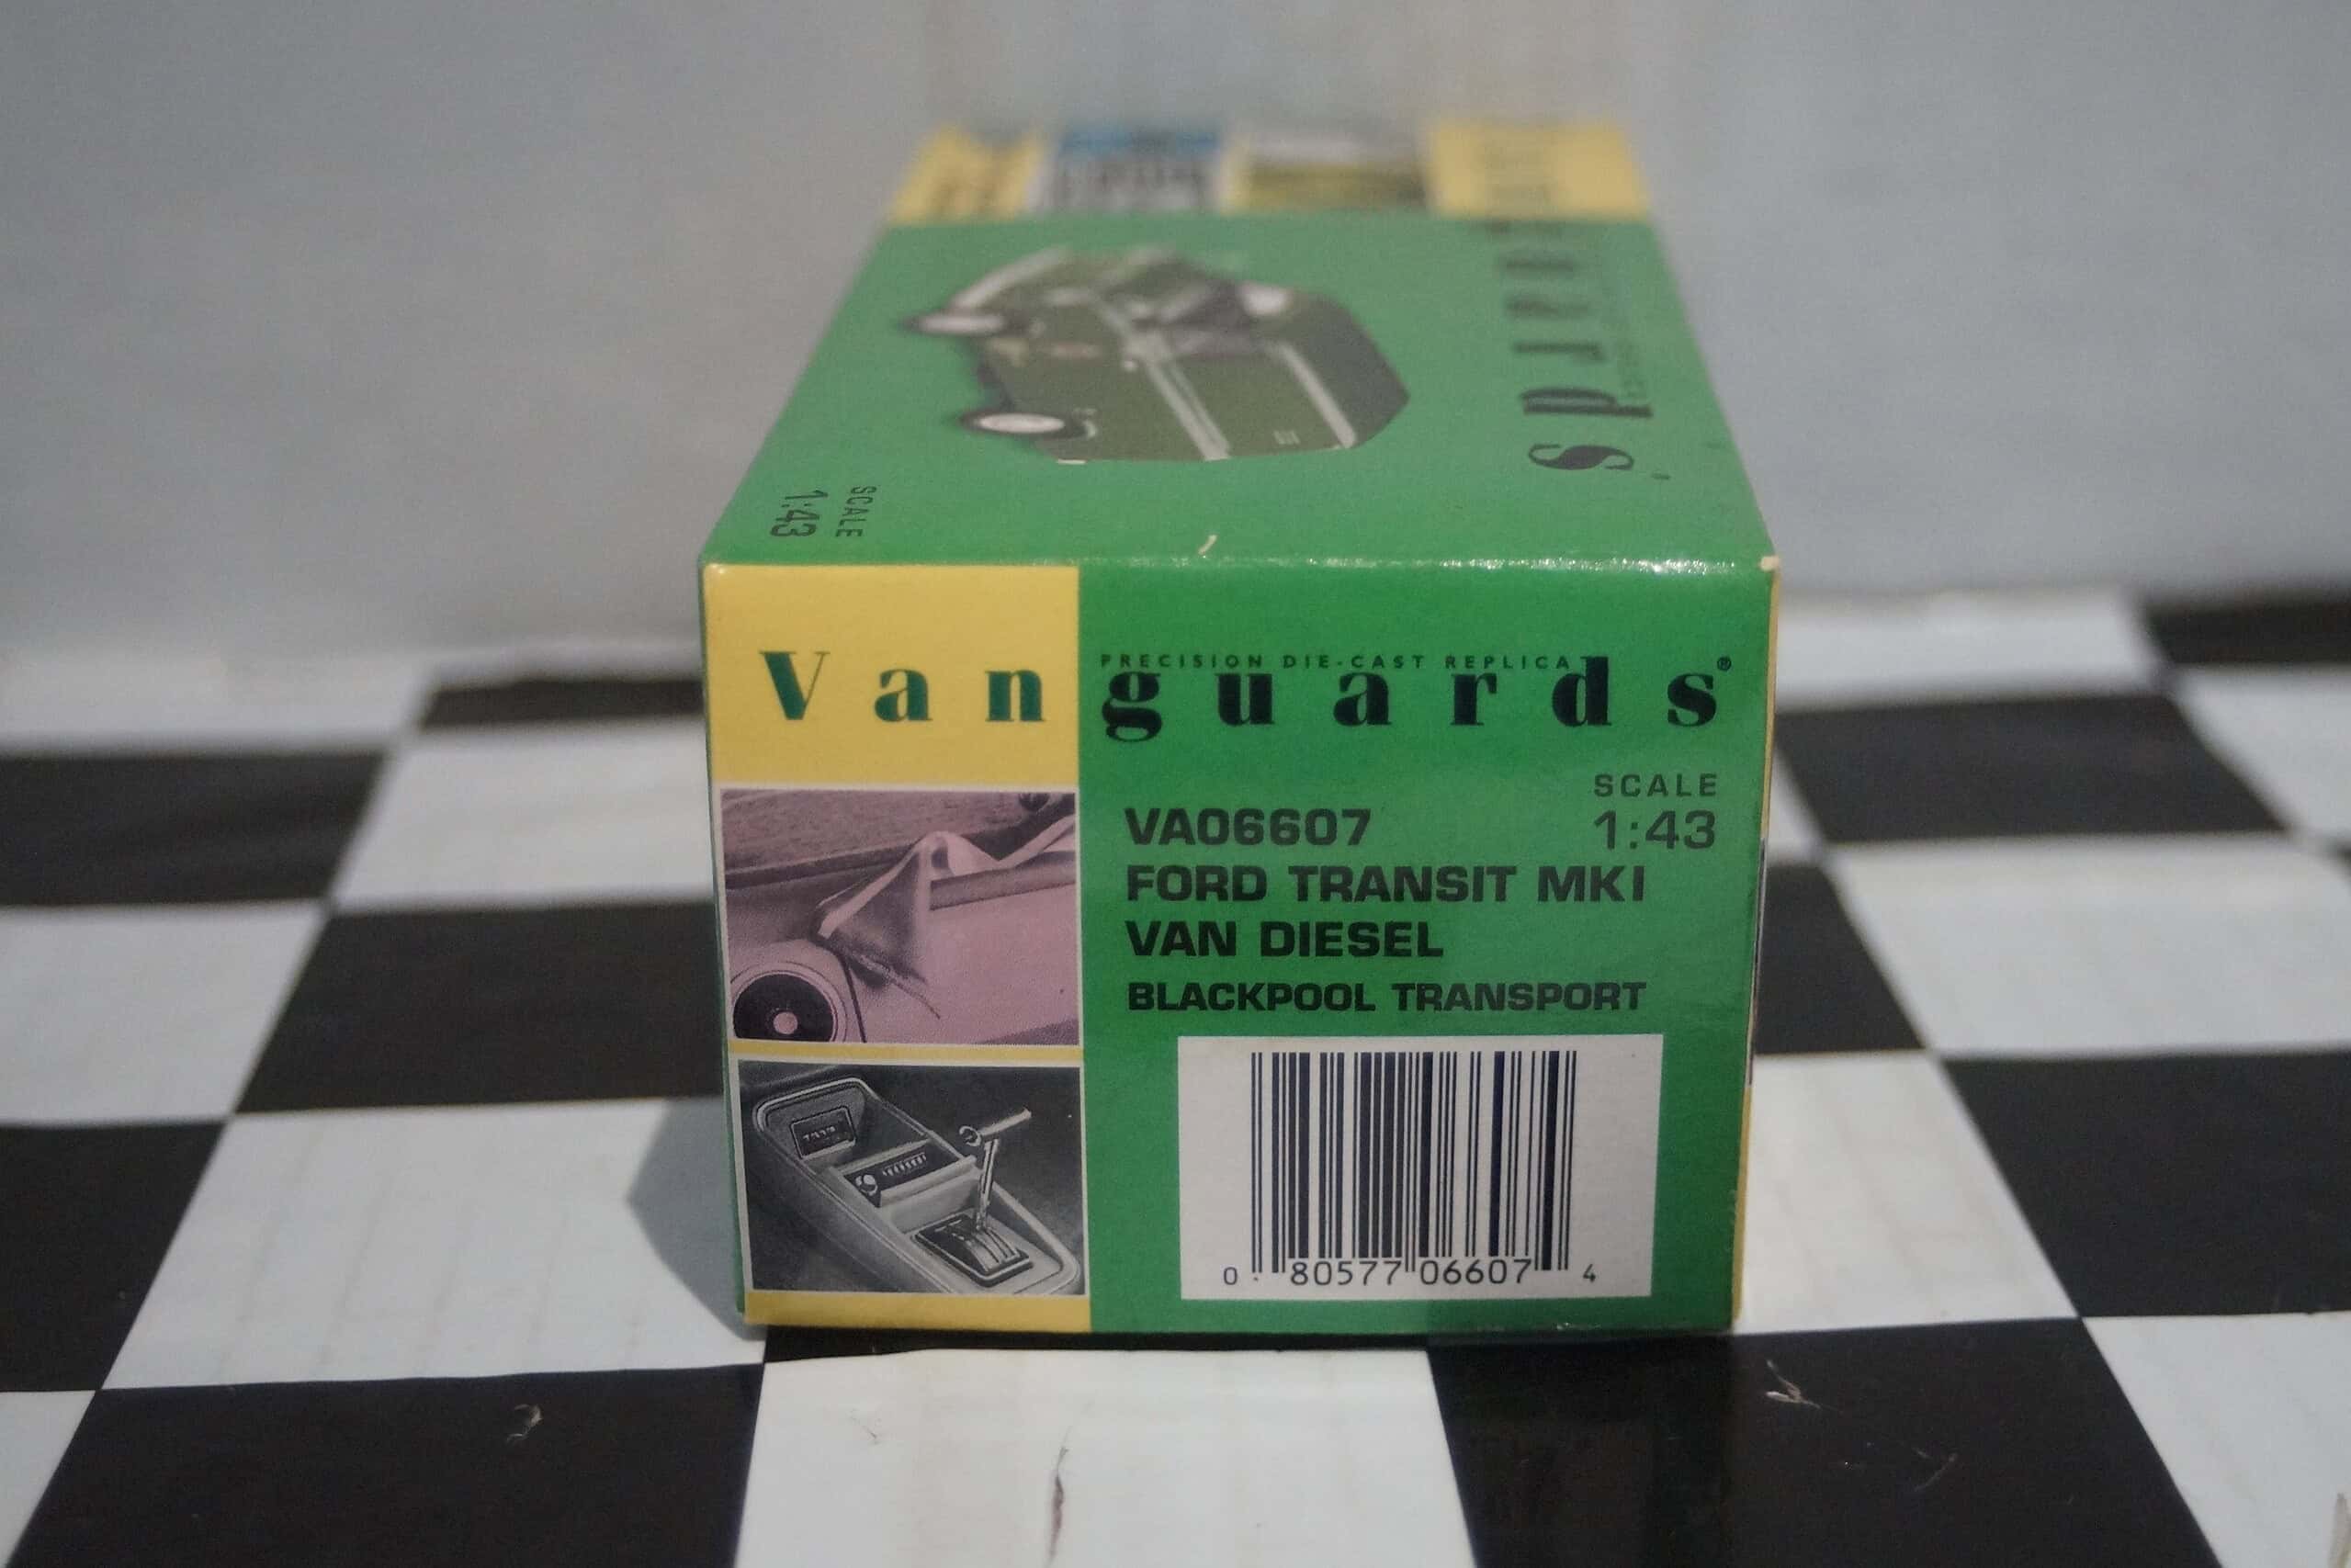 uards
SCALE
1:43
Vanguards®
PRECISION DIE-CAST REPLICA
SCALE
1:43
VA06607
FORD TRANSIT MKI
VAN DIESEL
BLACKPOOL TRANSPORT
0 80577 06607 4